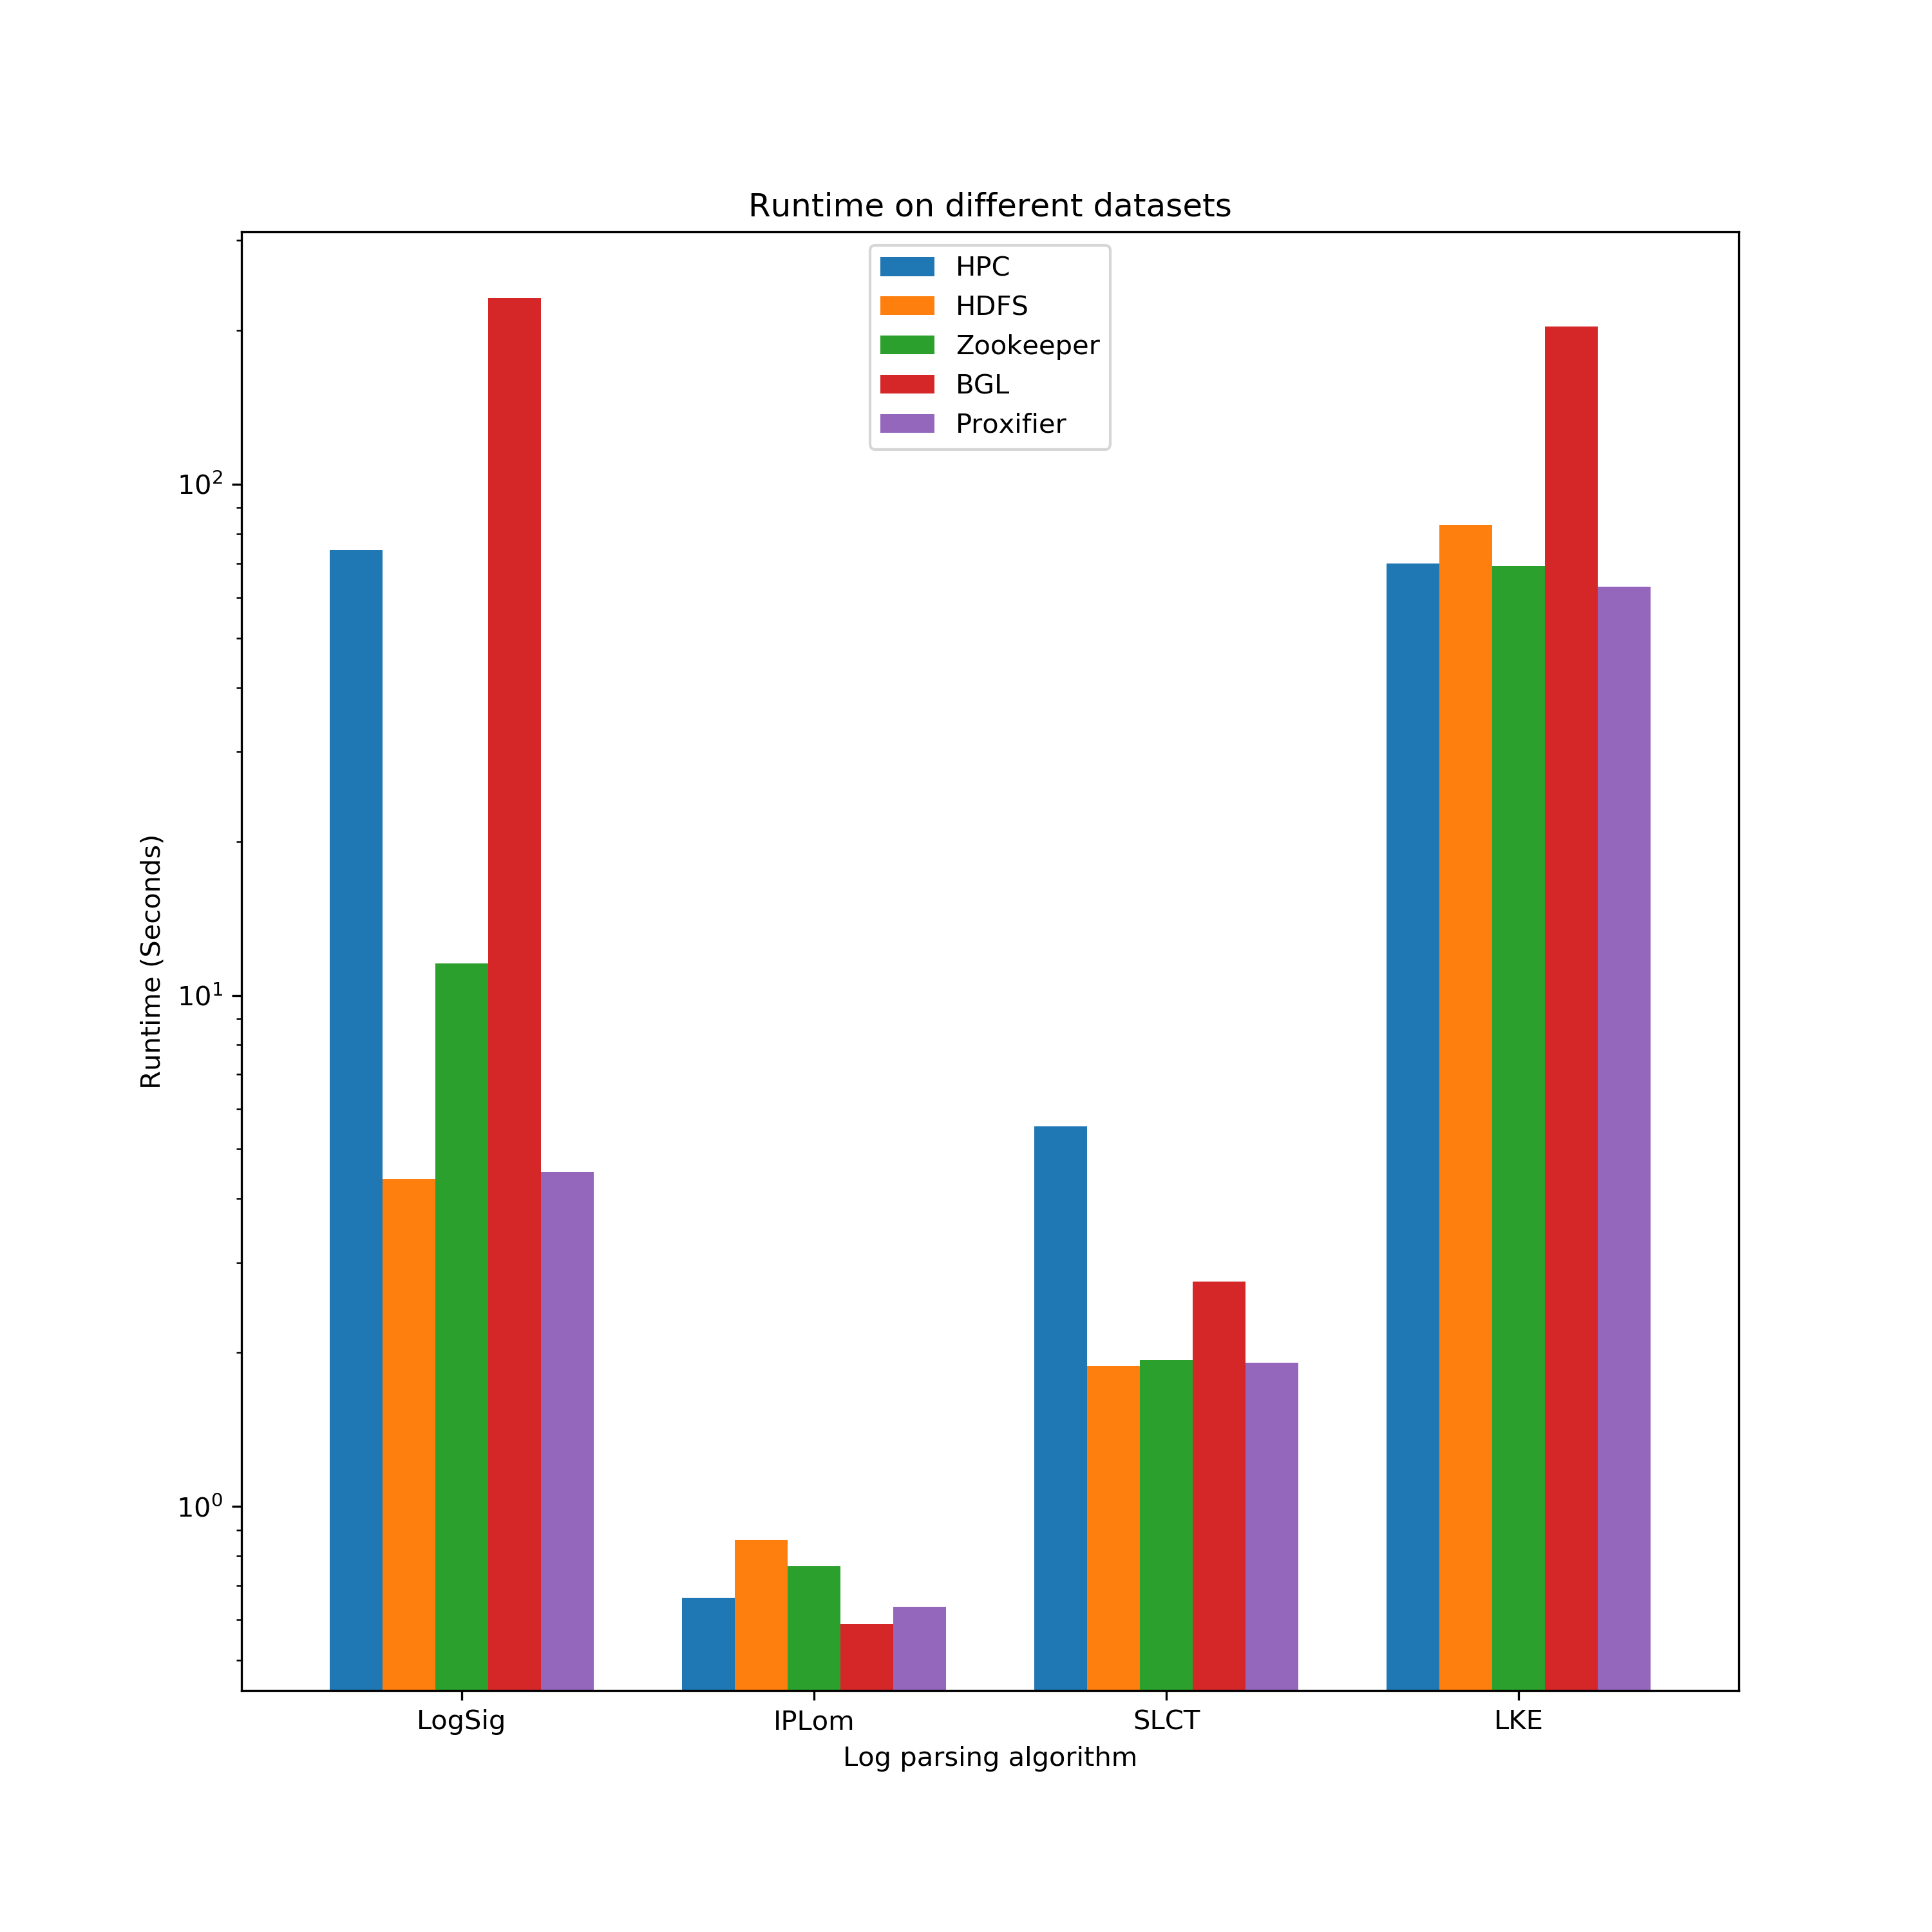 Runtime on different datasets
HPC
HDFS
Zookeeper
BGL
Proxifier
10²
10¹
10⁰
Runtime (Seconds)
LogSig IPLom SLCT LKE
Log parsing algorithm